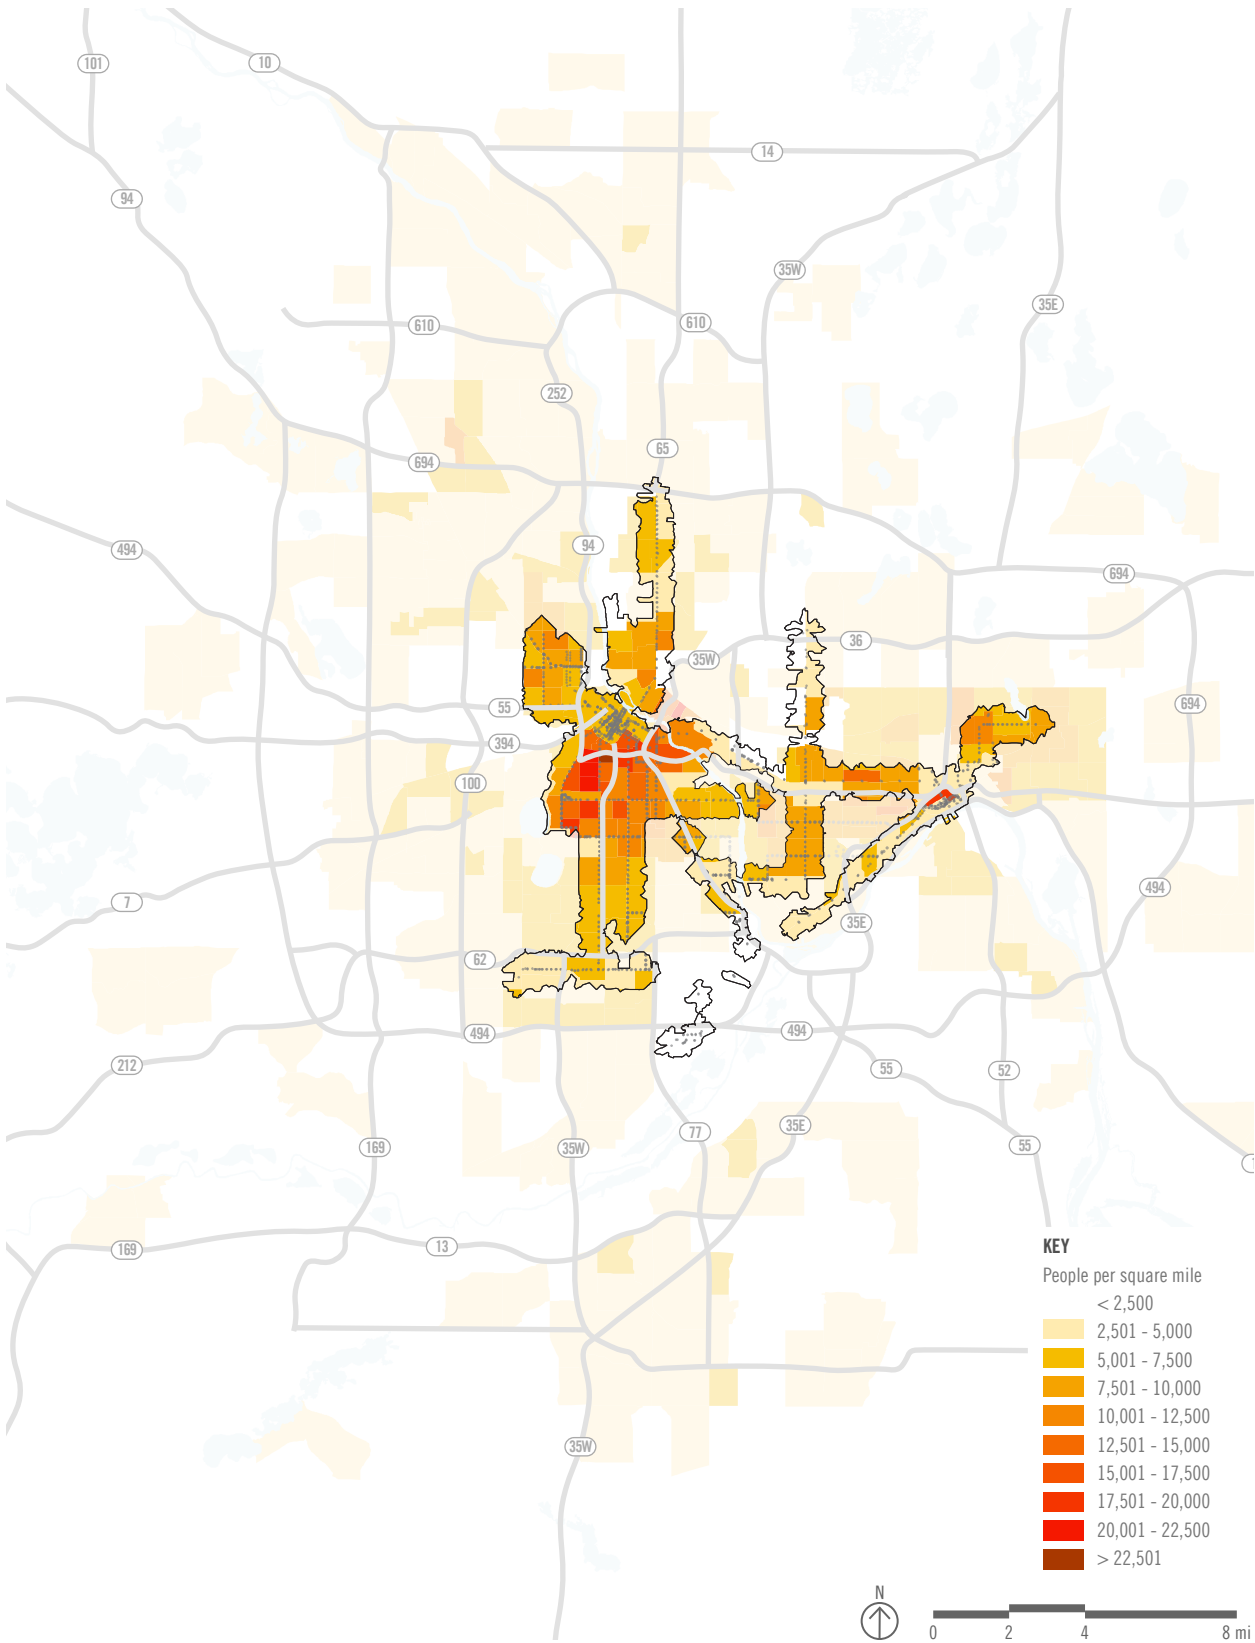 101
10
14
94
35W
35E
610
610
252
65
694
494
94
694
36
35W
55
694
394
100
7
494
35E
62
494
494
212
55
52
77
35E
169
35W
55
1
13
169
35W
KEY
People per square mile
< 2,500
2,501 - 5,000
5,001 - 7,500
7,501 - 10,000
10,001 - 12,500
12,501 - 15,000
15,001 - 17,500
17,501 - 20,000
20,001 - 22,500
> 22,501
N
0 2 4 8 mi